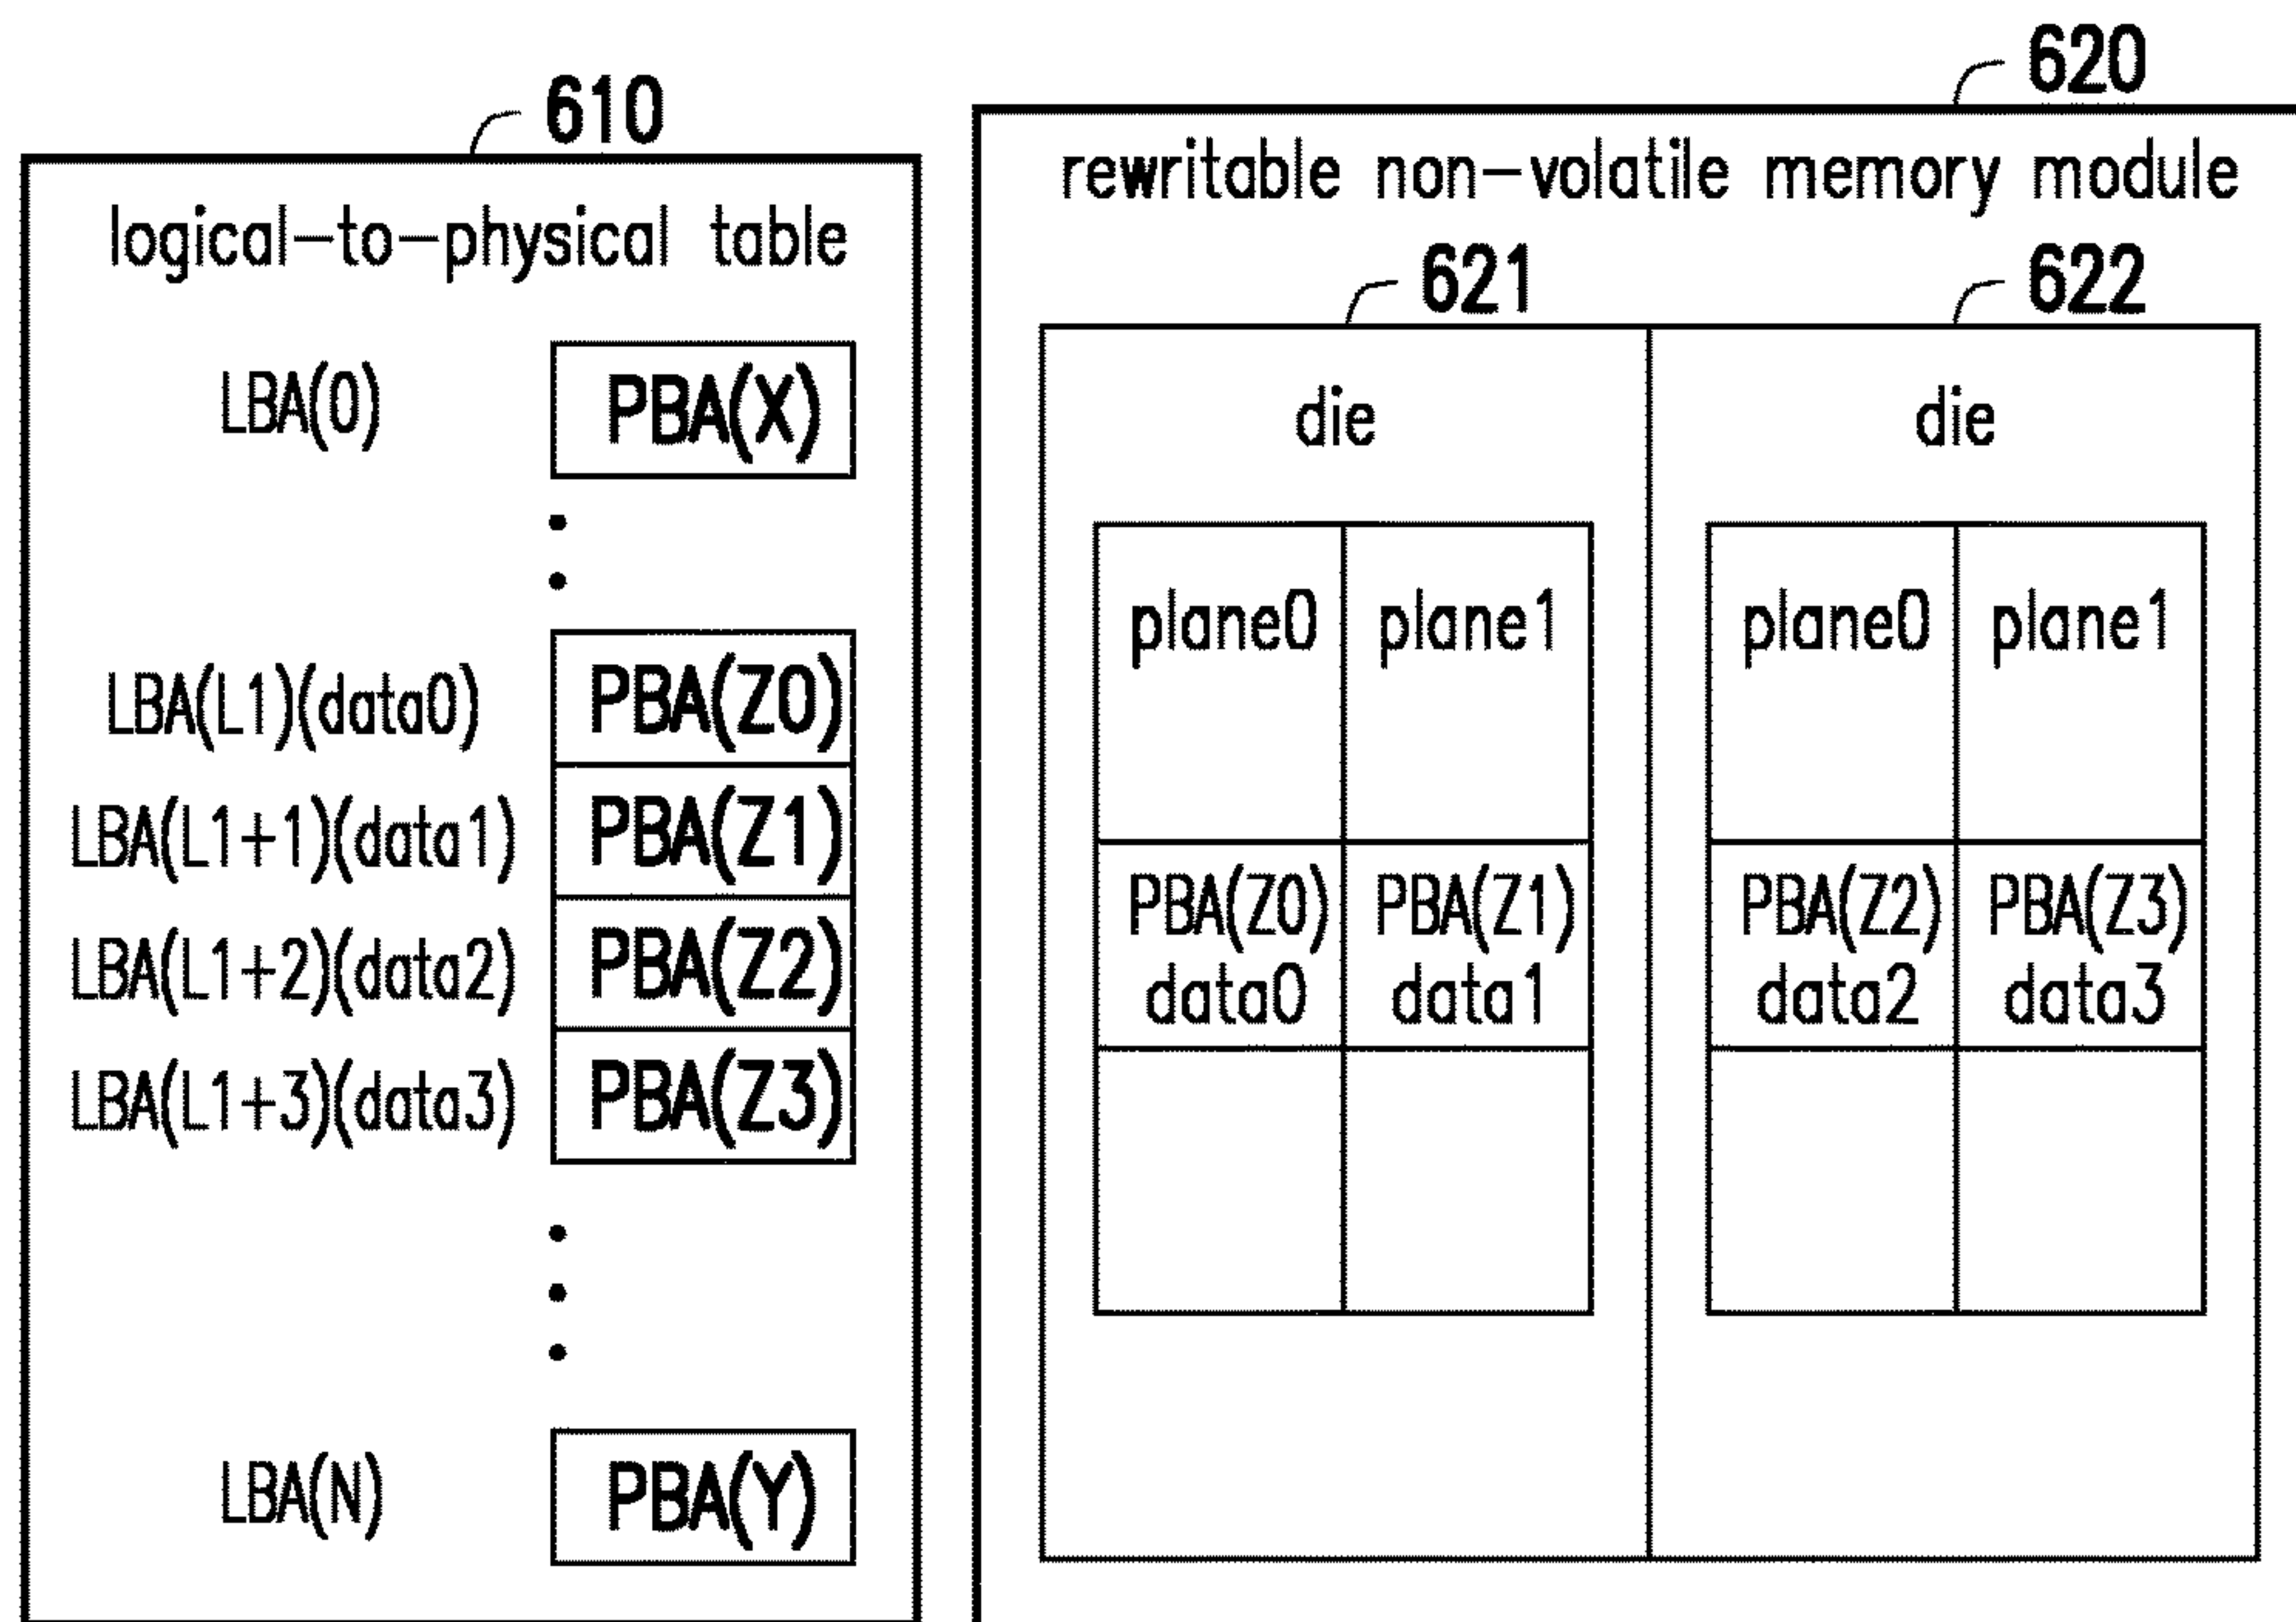 610
logical-to-physical table
LBA(0) PBA(X)
LBA(L1)(data0) PBA(Z0)
LBA(L1+1)(data1) PBA(Z1)
LBA(L1+2)(data2) PBA(Z2)
LBA(L1+3)(data3) PBA(Z3)
LBA(N) PBA(Y)
620
rewritable non-volatile memory module
621 622
die die
plane0 plane1 plane0 plane1
PBA(Z0) PBA(Z1) PBA(Z2) PBA(Z3)
data0 data1 data2 data3